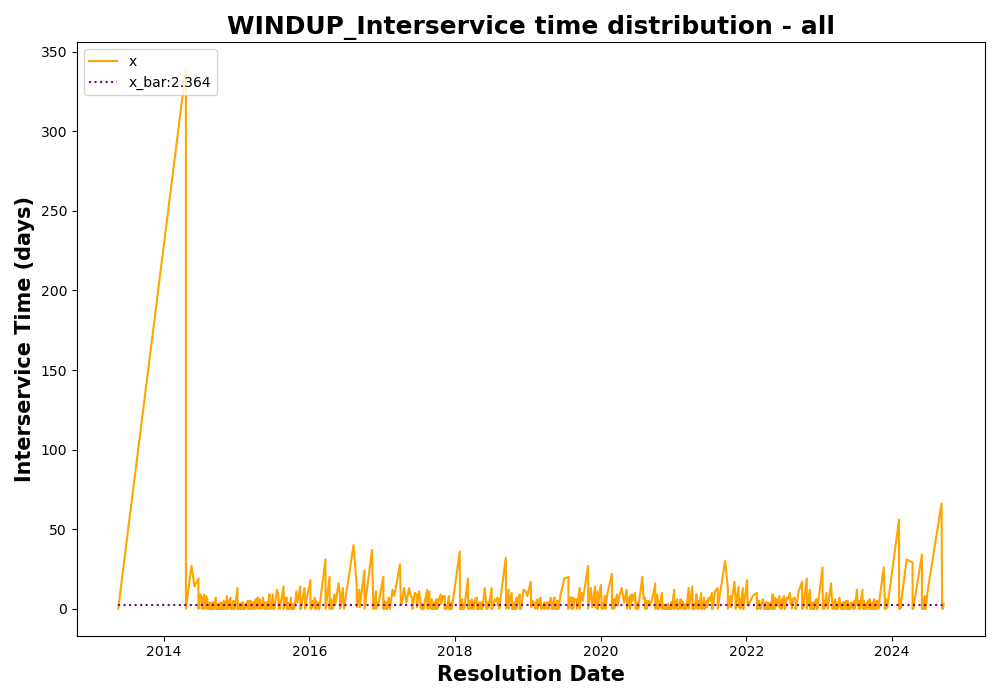 WINDUP_Interservice time distribution - all
x
x_bar:2.364
Interservice Time (days)
350
300
250
200
150
100
50
0
2014
2016
2018
2020
2022
2024
Resolution Date